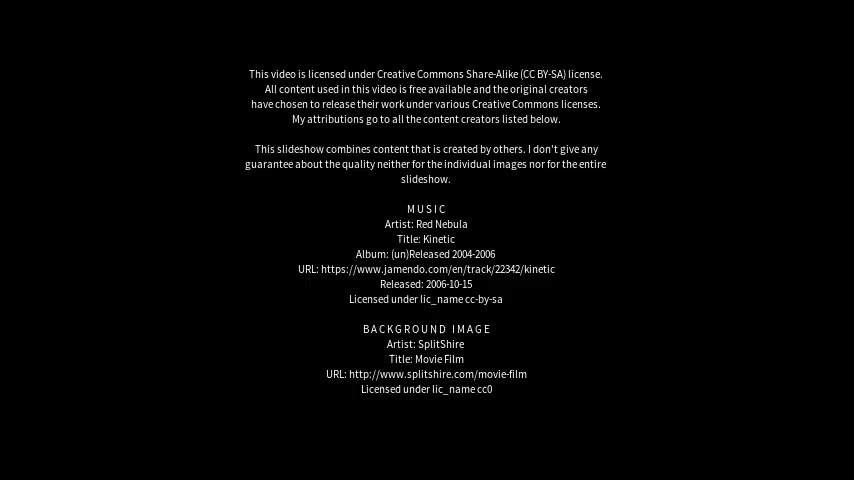 This video is licensed under Creative Commons Share-Alike (CC BY-SA) license.
All content used in this video is free available and the original creators
have chosen to release their work under various Creative Commons licenses.
My attributions go to all the content creators listed below.
This slideshow combines content that is created by others. I don't give any
guarantee about the quality neither for the individual images nor for the entire
slideshow.
MUSIC
Artist: Red Nebula
Title: Kinetic
Album: (un)Released 2004-2006
URL: https://www.jamendo.com/en/track/22342/kinetic
Released: 2006-10-15
Licensed under lic_name cc-by-sa
BACKGROUND IMAGE
Artist: SplitShire
Title: Movie Film
URL: http://www.splitshire.com/movie-film
Licensed under lic_name cc0